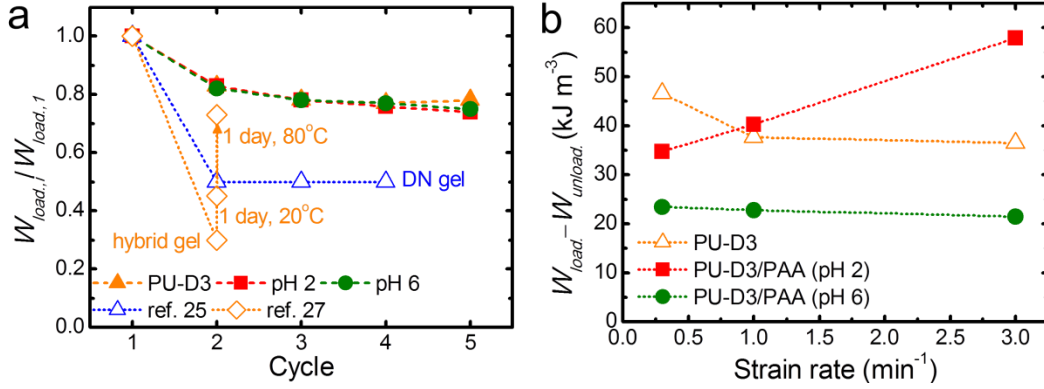 a
W_load.,i / W_load.,1
1.0
0.8
0.6
0.4
0.2
0.0
1 day, 80°C
DN gel
1 day, 20°C
hybrid gel
PU-D3 pH 2 pH 6
ref. 25 ref. 27
1 2 3 4 5
Cycle
b
W_load. – W_unload. (kJ m⁻³)
60
50
40
30
20
10
0
PU-D3
PU-D3/PAA (pH 2)
PU-D3/PAA (pH 6)
0.0 0.5 1.0 1.5 2.0 2.5 3.0
Strain rate (min⁻¹)